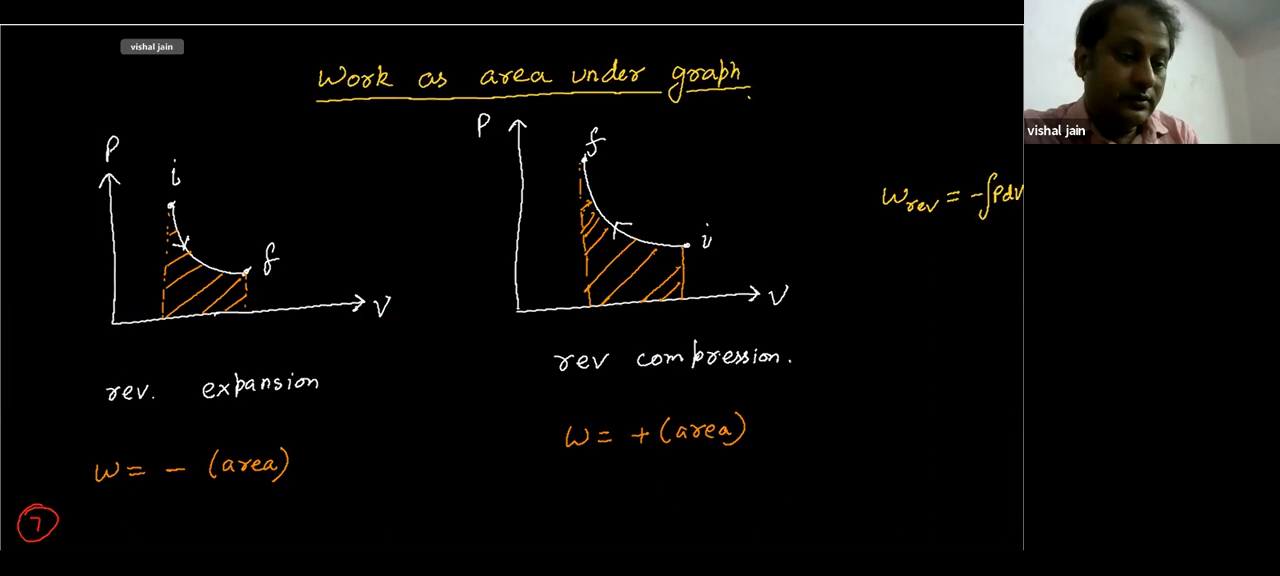 vishal jain
Work as area under graph.
vishal jain
P
i
f
V
P
f
i
V
Wrev = -∫PdV
rev. expansion
rev compression.
W = - (area)
W = + (area)
7